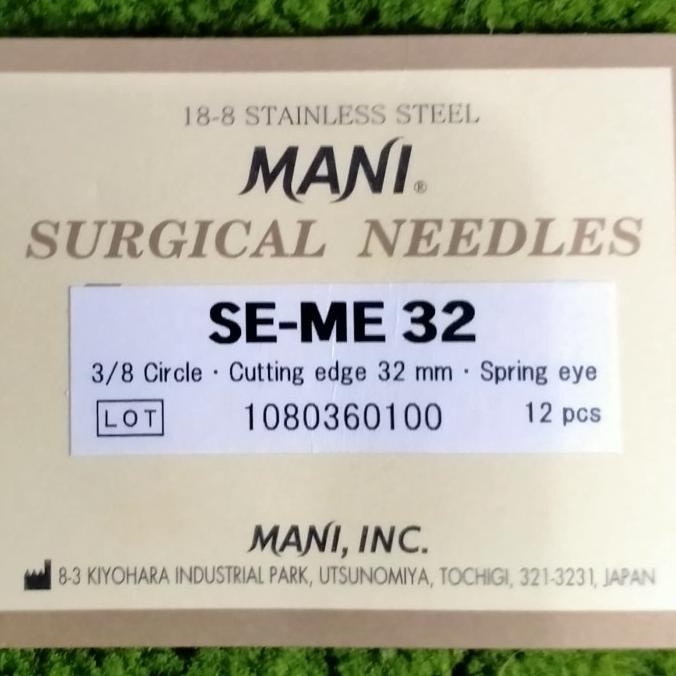 18-8 STAINLESS STEEL
MANI®
SURGICAL NEEDLES
SE-ME 32
3/8 Circle · Cutting edge 32 mm · Spring eye
LOT 1080360100 12 pcs
MANI, INC.
8-3 KIYOHARA INDUSTRIAL PARK, UTSUNOMIYA, TOCHIGI, 321-3231, JAPAN